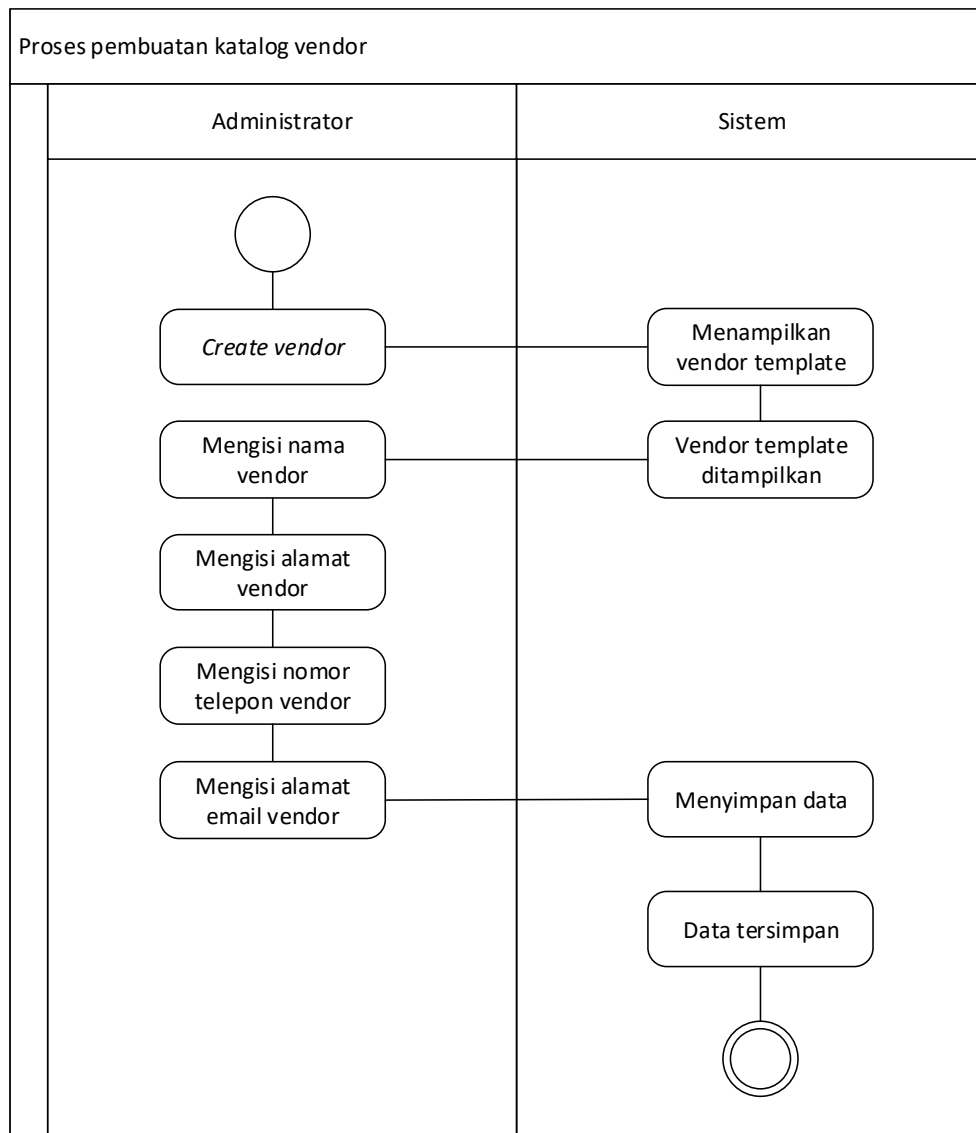 Proses pembuatan katalog vendor
Administrator
Sistem
Create vendor
Menampilkan
vendor template
Mengisi nama
vendor
Vendor template
ditampilkan
Mengisi alamat
vendor
Mengisi nomor
telepon vendor
Mengisi alamat
email vendor
Menyimpan data
Data tersimpan